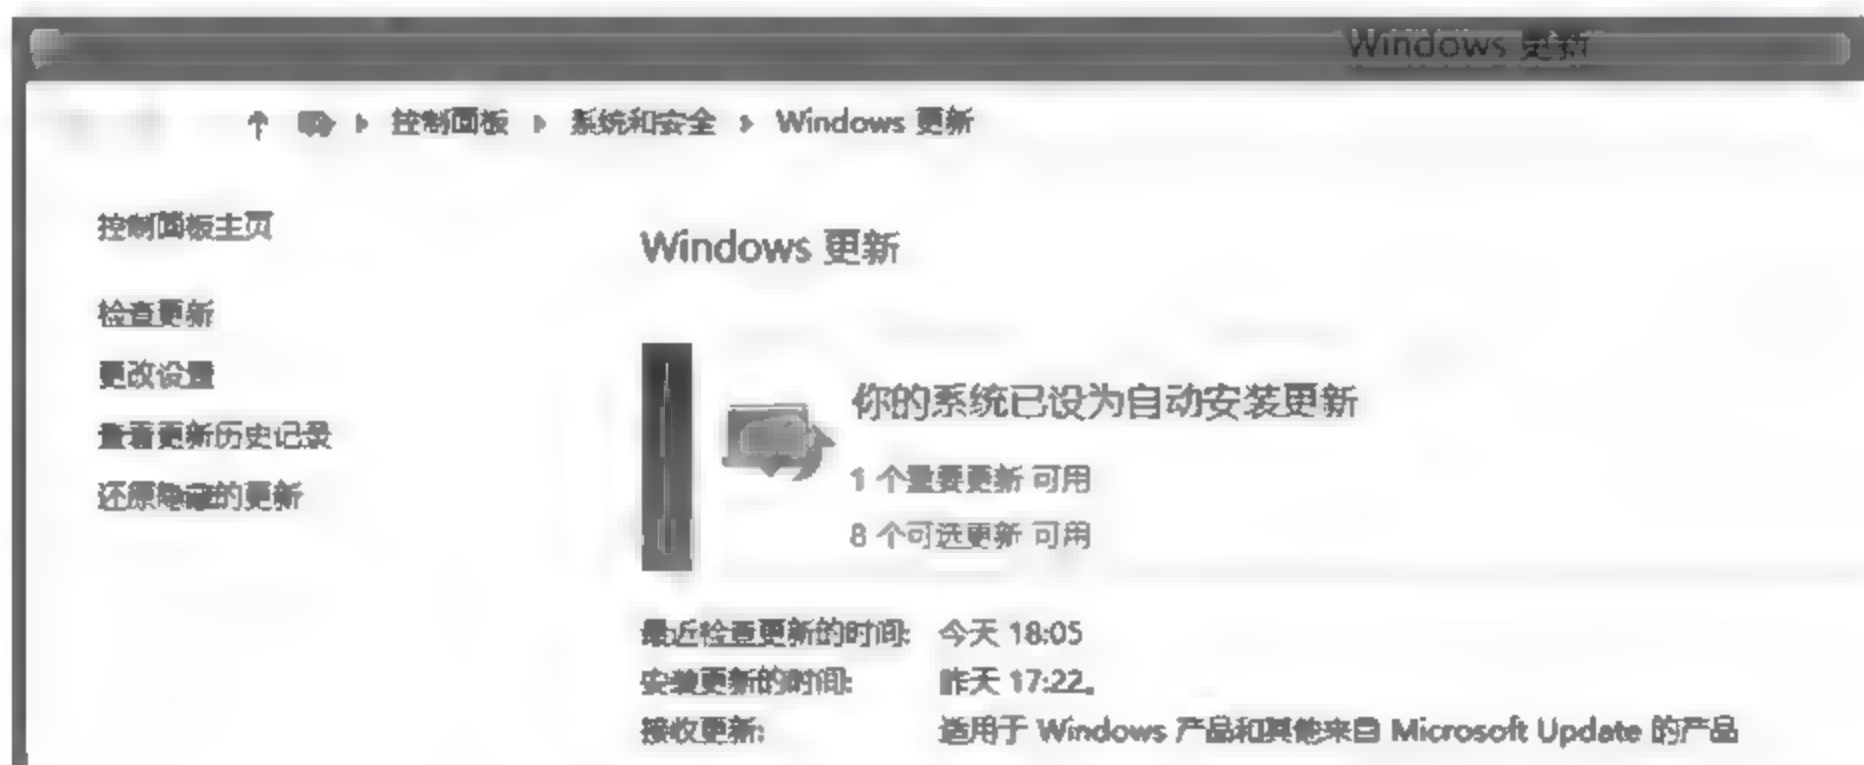 Windows 更新
控制面板 系统和安全 Windows 更新
控制面板主页
检查更新
更改设置
查看更新历史记录
还原隐藏的更新
Windows 更新
你的系统已设为自动安装更新
1 个重要更新 可用
8 个可选更新 可用
最近检查更新的时间: 今天 18:05
安装更新的时间: 昨天 17:22。
接收更新: 适用于 Windows 产品和其他来自 Microsoft Update 的产品